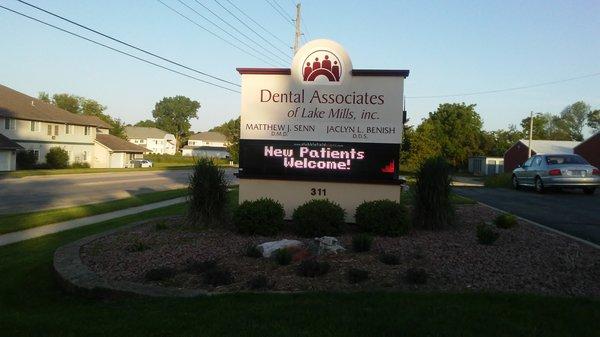 Dental Associates
of Lake Mills, inc.
MATTHEW J. SENN
D.M.D.
JACLYN L. BENISH
D.D.S.
New Patients
Welcome!
311